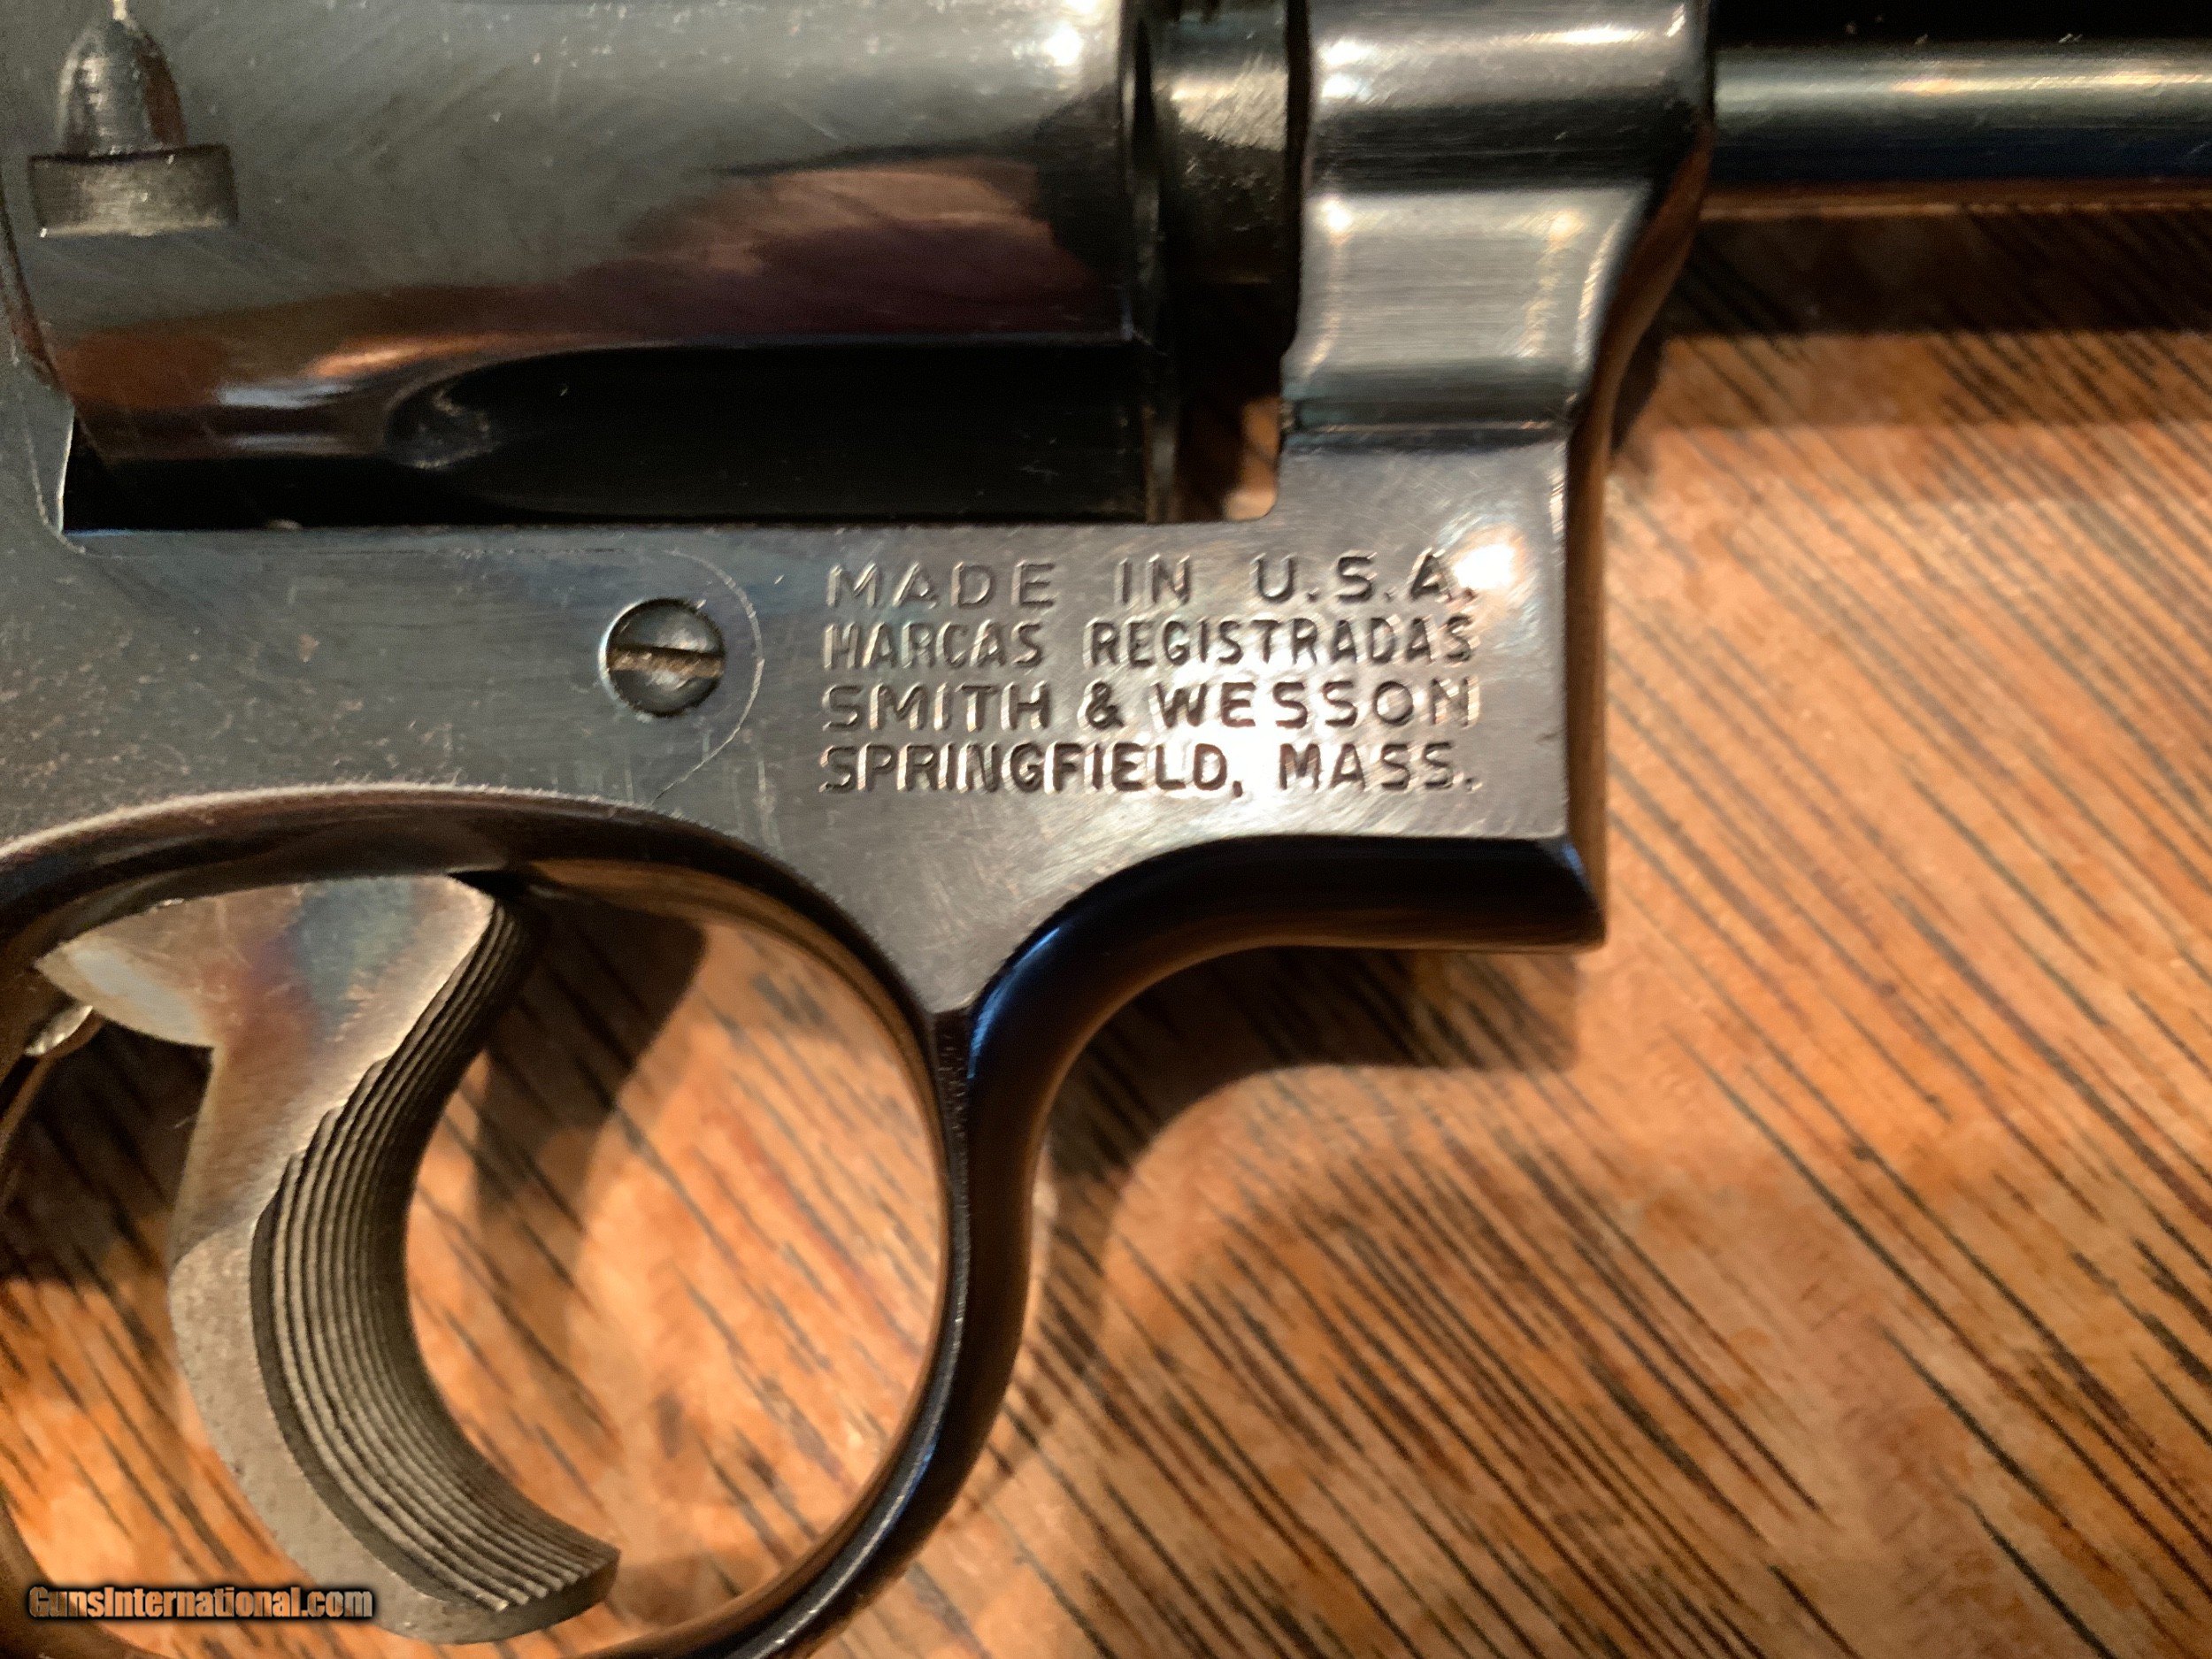 MADE IN U.S.A.
MARCAS REGISTRADAS
SMITH & WESSON
SPRINGFIELD, MASS.
GunsInternational.com